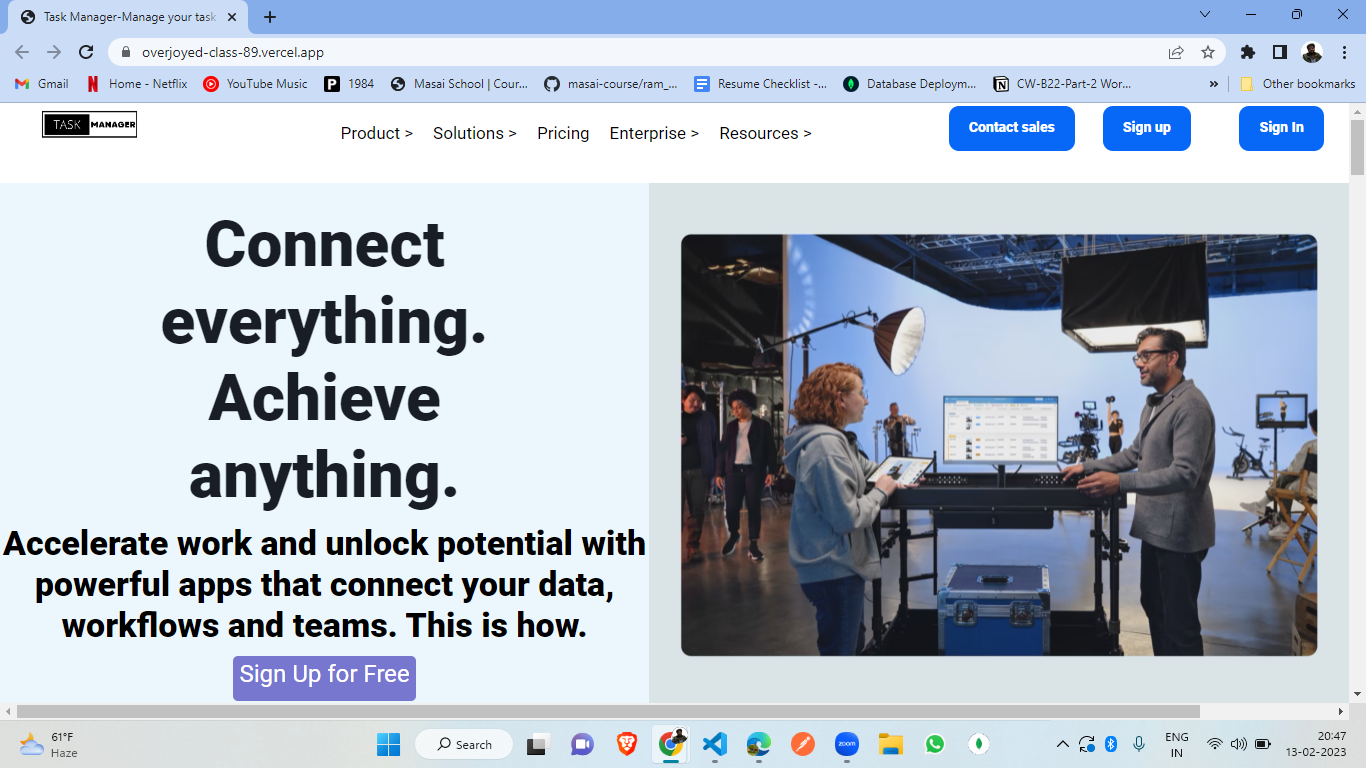 Task Manager-Manage your task
overjoyed-class-89.vercel.app
Gmail
Home - Netflix
YouTube Music
1984
Masai School | Cour...
masai-course/ram_...
Resume Checklist -...
Database Deploym...
CW-B22-Part-2 Wor...
»
Other bookmarks
TASK MANAGER
Product >
Solutions >
Pricing
Enterprise >
Resources >
Contact sales
Sign up
Sign In
Connect
everything.
Achieve
anything.
Accelerate work and unlock potential with
powerful apps that connect your data,
workflows and teams. This is how.
Sign Up for Free
61°F
Haze
Search
zoom
ENG
IN
20:47
13-02-2023